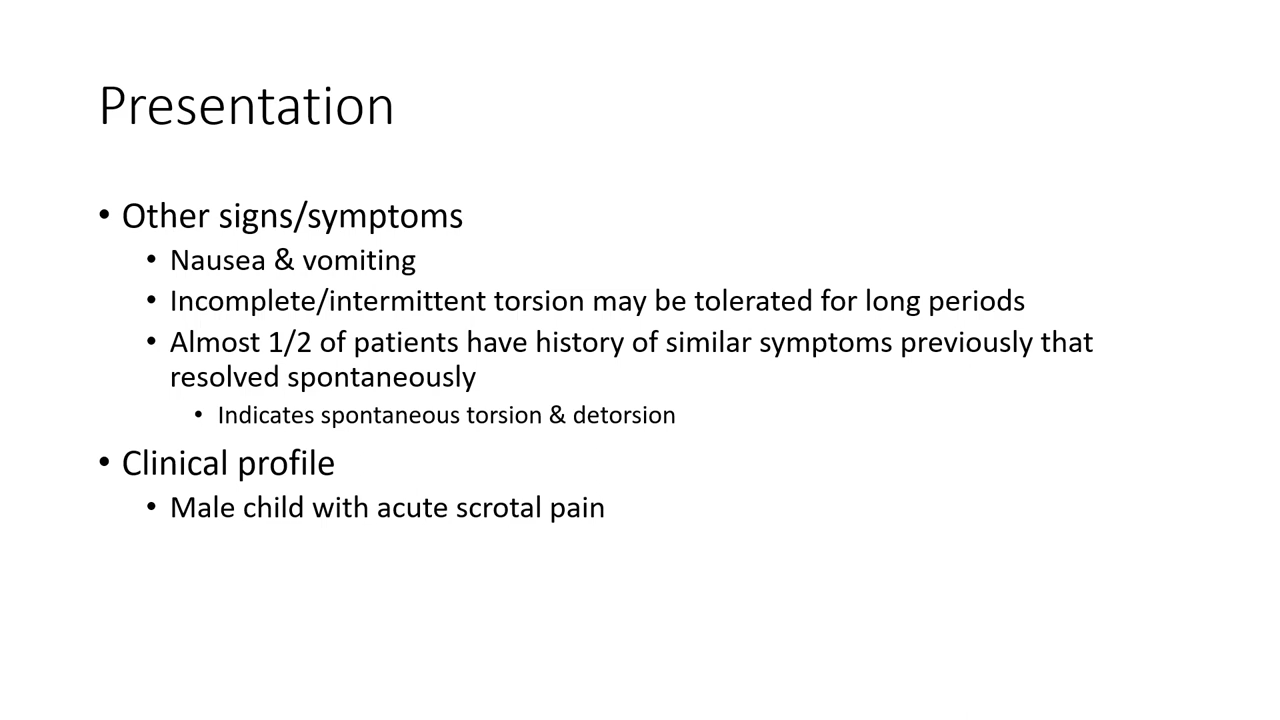 Presentation
• Other signs/symptoms
• Nausea & vomiting
• Incomplete/intermittent torsion may be tolerated for long periods
• Almost 1/2 of patients have history of similar symptoms previously that
resolved spontaneously
• Indicates spontaneous torsion & detorsion
• Clinical profile
• Male child with acute scrotal pain